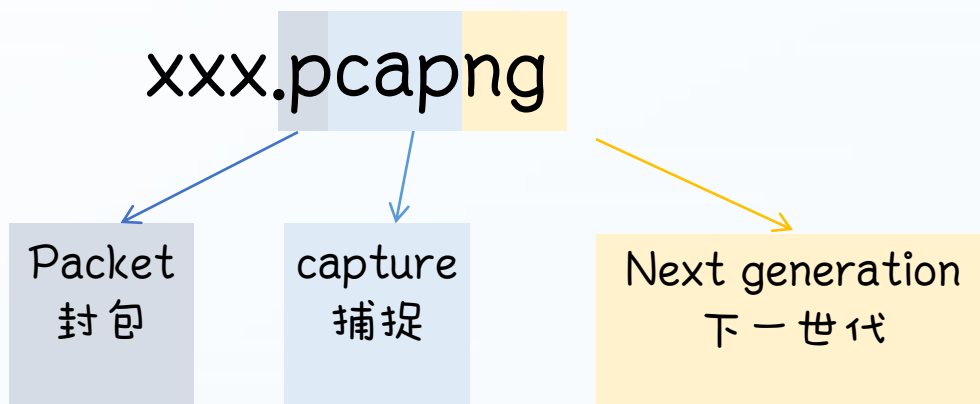 xxx.pcapng
Packet
封包
capture
捕捉
Next generation
下一世代